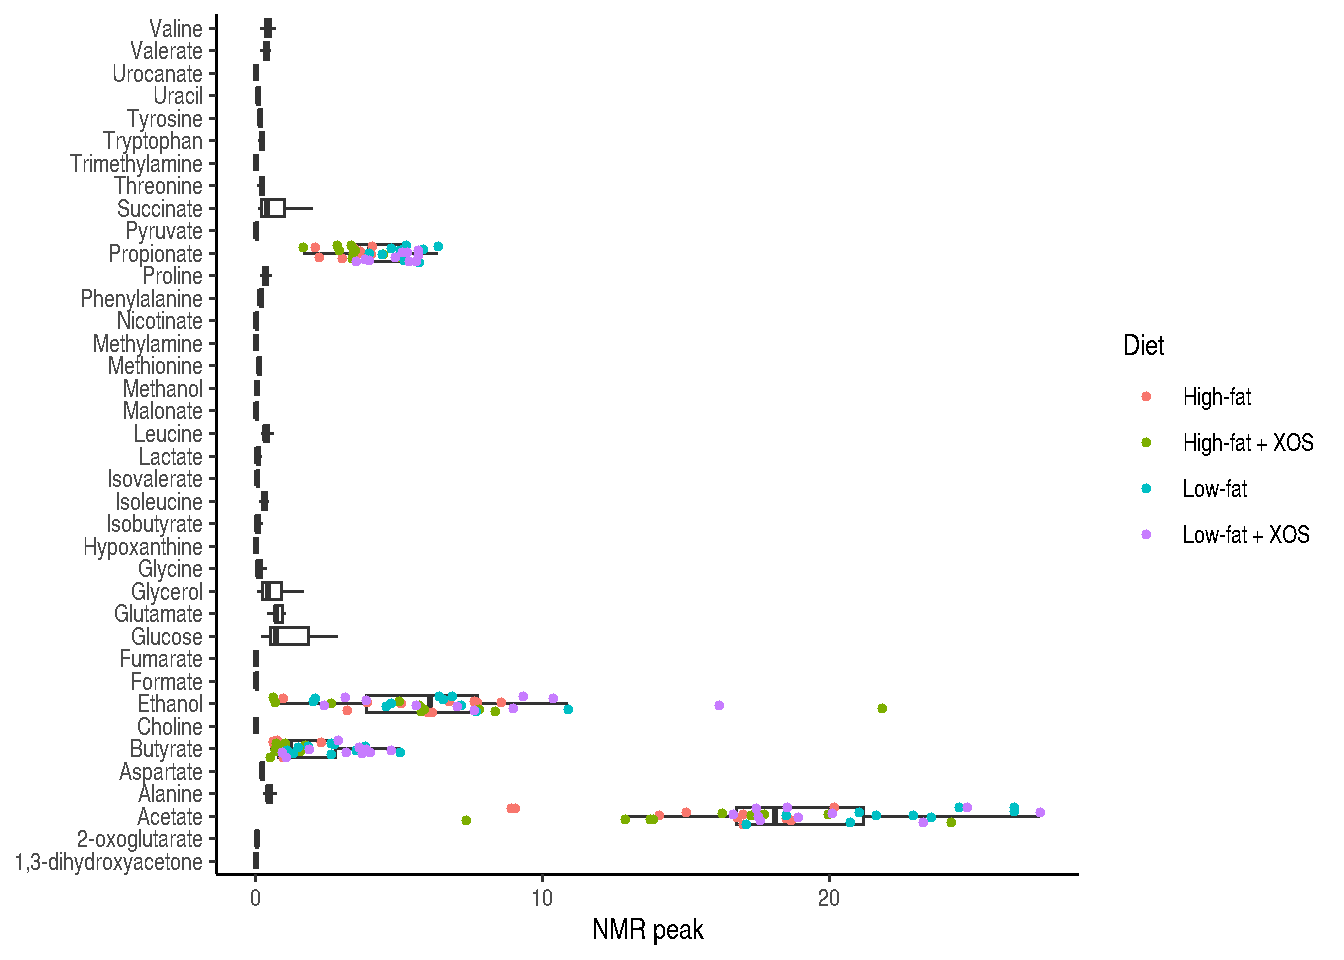 Valine
Valerate
Urocanate
Uracil
Tyrosine
Tryptophan
Trimethylamine
Threonine
Succinate
Pyruvate
Propionate
Proline
Phenylalanine
Nicotinate
Methylamine
Methionine
Methanol
Malonate
Leucine
Lactate
Isovalerate
Isoleucine
Isobutyrate
Hypoxanthine
Glycine
Glycerol
Glutamate
Glucose
Fumarate
Formate
Ethanol
Choline
Butyrate
Aspartate
Alanine
Acetate
2-oxoglutarate
1,3-dihydroxyacetone
0 10 20
NMR peak
Diet
High-fat
High-fat + XOS
Low-fat
Low-fat + XOS